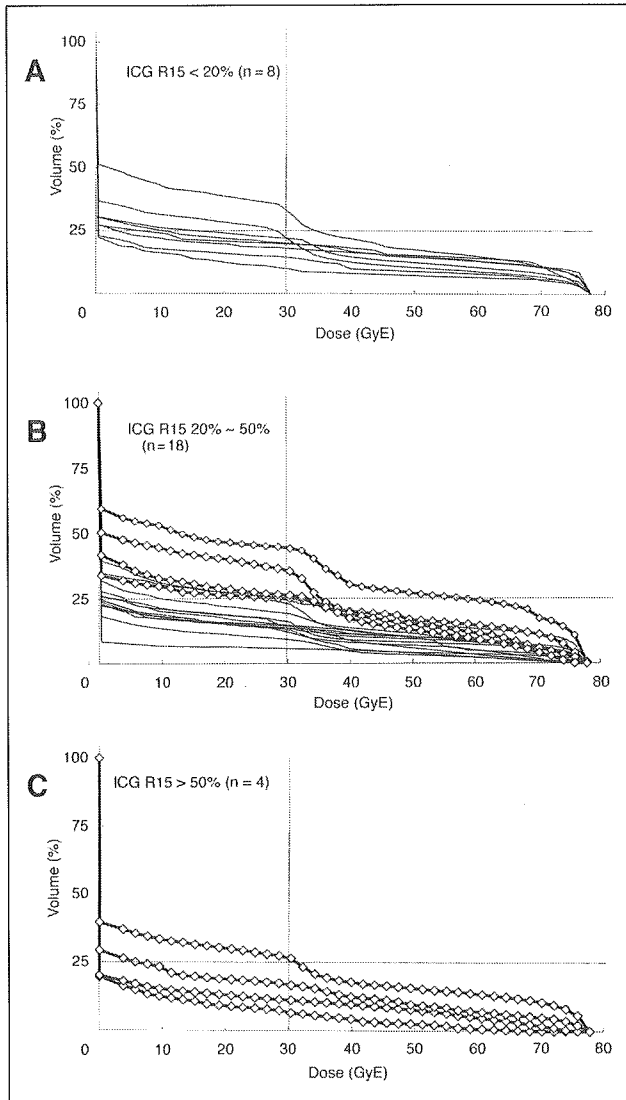 A
ICG R15 < 20% (n = 8)
Volume (%)
100
75
50
25
0 10 20 30 40 50 60 70 80
Dose (GyE)
B
ICG R15 20% ~ 50%
(n = 18)
Volume (%)
100
75
50
25
0 10 20 30 40 50 60 70 80
Dose (GyE)
C
ICG R15 > 50% (n = 4)
Volume (%)
100
75
50
25
0 10 20 30 40 50 60 70 80
Dose (GyE)